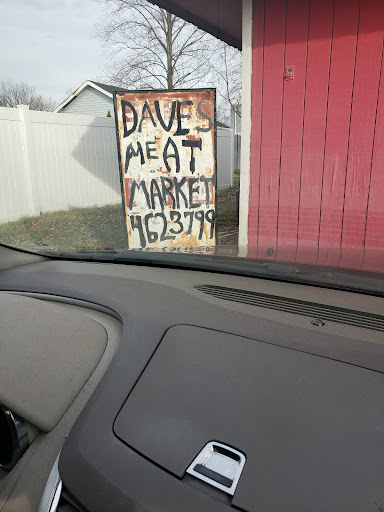 DAVES
MEAT
MARKET
4623799